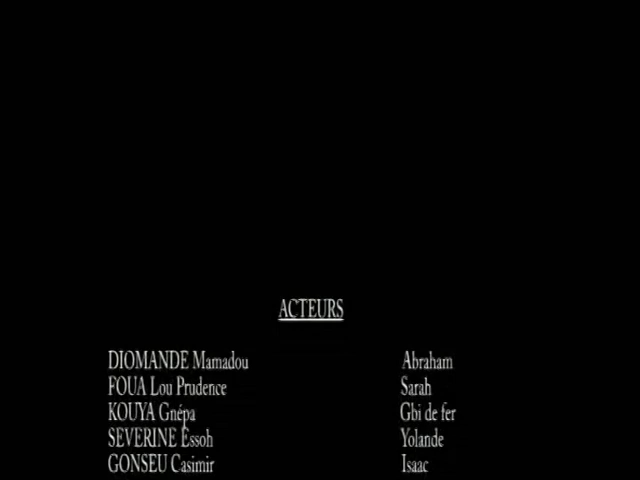 ACTEURS
DIOMANDE Mamadou Abraham
FOUA Lou Prudence Sarah
KOUYA Gnépa Gbi de fer
SEVERINE Essoh Yolande
GONSEU Casimir Isaac